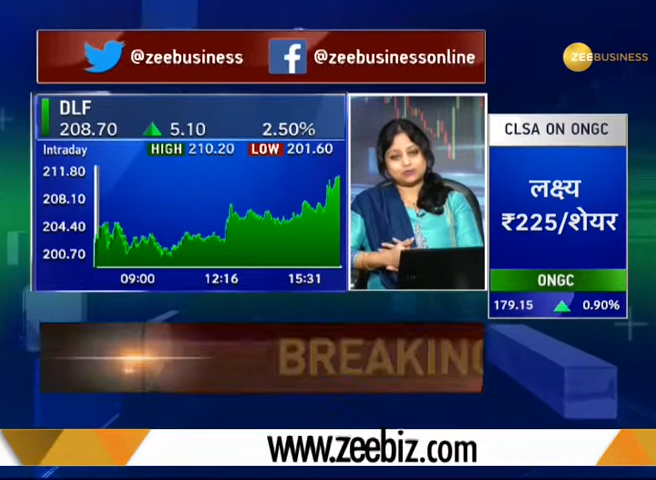 @zeebusiness
@zeebusinessonline
ZEEBUSINESS
DLF
208.70 5.10 2.50%
Intraday HIGH 210.20 LOW 201.60
211.80
208.10
204.40
200.70
09:00 12:16 15:31
CLSA ON ONGC
लक्ष्य
₹225/शेयर
ONGC
179.15 0.90%
BREAKING
www.zeebiz.com